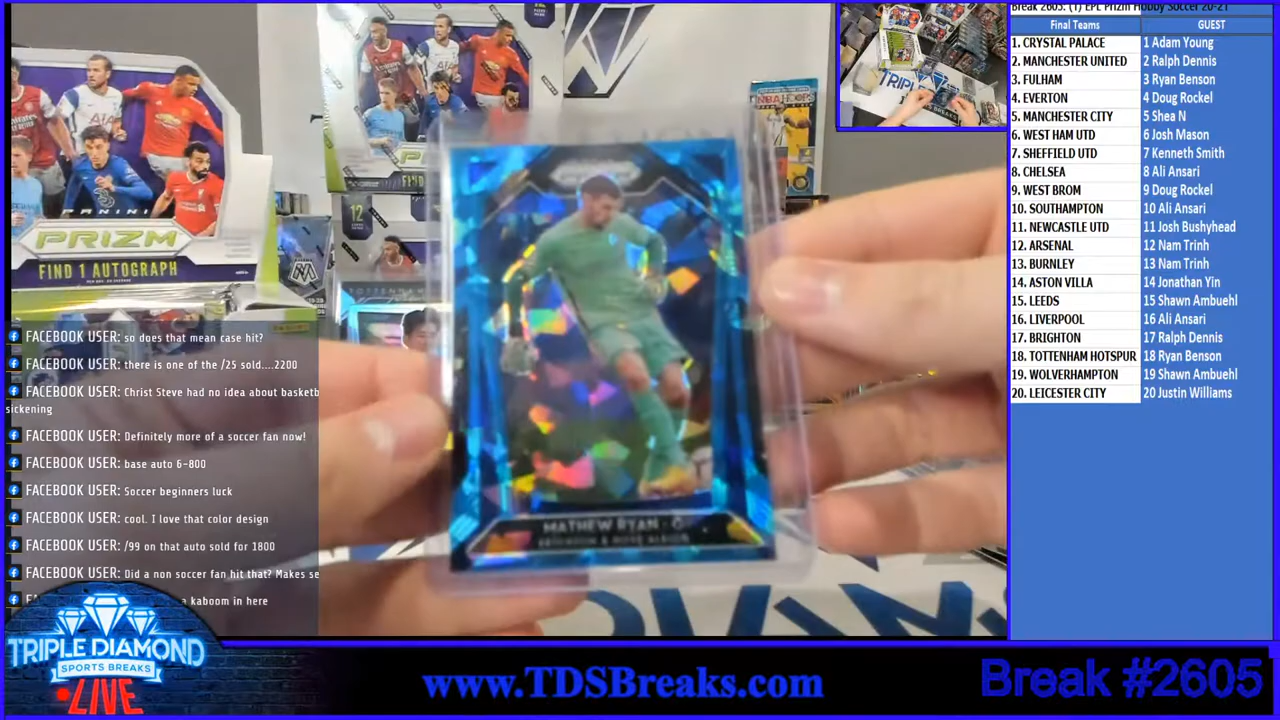 Break 2605: (1) EPL Prizm Hobby Soccer 20-21
Final Teams GUEST
1. CRYSTAL PALACE 1 Adam Young
2. MANCHESTER UNITED 2 Ralph Dennis
3. FULHAM 3 Ryan Benson
4. EVERTON 4 Doug Rockel
5. MANCHESTER CITY 5 Shea N
6. WEST HAM UTD 6 Josh Mason
7. SHEFFIELD UTD 7 Kenneth Smith
8. CHELSEA 8 Ali Ansari
9. WEST BROM 9 Doug Rockel
10. SOUTHAMPTON 10 Ali Ansari
11. NEWCASTLE UTD 11 Josh Bushyhead
12. ARSENAL 12 Nam Trinh
13. BURNLEY 13 Nam Trinh
14. ASTON VILLA 14 Jonathan Yin
15. LEEDS 15 Shawn Ambuehl
16. LIVERPOOL 16 Ali Ansari
17. BRIGHTON 17 Ralph Dennis
18. TOTTENHAM HOTSPUR 18 Ryan Benson
19. WOLVERHAMPTON 19 Shawn Ambuehl
20. LEICESTER CITY 20 Justin Williams
NBA HOOPS
PANINI
PRIZM
FIND 1 AUTOGRAPH
12
TOTTENHAM
TRIPLE
MATHEW RYAN
BRIGHTON & HOVE ALBION
FACEBOOK USER: so does that mean case hit?
FACEBOOK USER: there is one of the /25 sold....2200
FACEBOOK USER: Christ Steve had no idea about basketb
sickening
FACEBOOK USER: Definitely more of a soccer fan now!
FACEBOOK USER: base auto 6-800
FACEBOOK USER: Soccer beginners luck
FACEBOOK USER: cool. I love that color design
FACEBOOK USER: /99 on that auto sold for 1800
FACEBOOK USER: Did a non soccer fan hit that? Makes se
a kaboom in here
TRIPLE DIAMOND
SPORTS BREAKS
LIVE
www.TDSBreaks.com
Break #2605